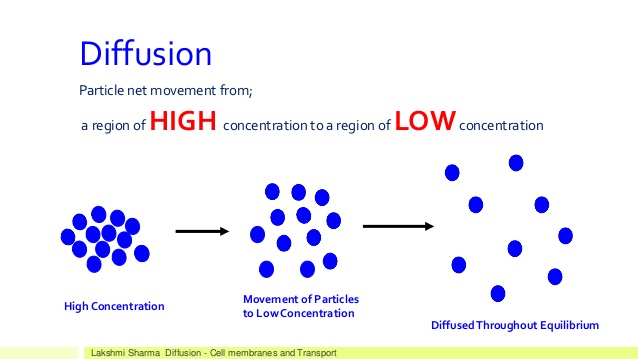 Diffusion
Particle net movement from;
a region of HIGH concentration to a region of LOW concentration
High Concentration
Movement of Particles
to Low Concentration
Diffused Throughout Equilibrium
Lakshmi Sharma Diffusion - Cell membranes and Transport